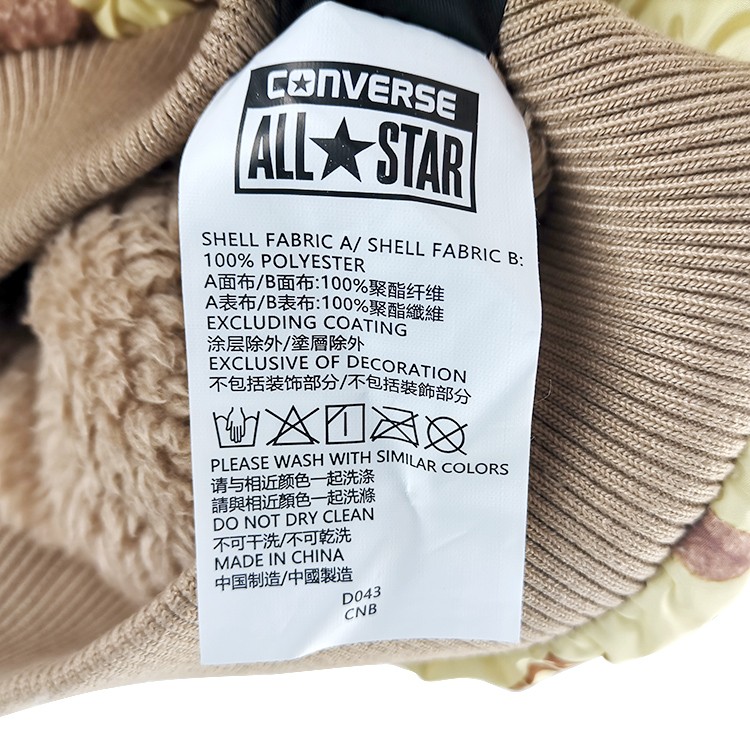 CONVERSE
ALL★STAR
SHELL FABRIC A/ SHELL FABRIC B:
100% POLYESTER
A面布/B面布:100%聚酯纤维
A表布/B表布:100%聚酯纖維
EXCLUDING COATING
涂层除外/塗層除外
EXCLUSIVE OF DECORATION
不包括装饰部分/不包括裝飾部分
PLEASE WASH WITH SIMILAR COLORS
请与相近颜色一起洗涤
請與相近顏色一起洗滌
DO NOT DRY CLEAN
不可干洗/不可乾洗
MADE IN CHINA
中国制造/中國製造
D043
CNB